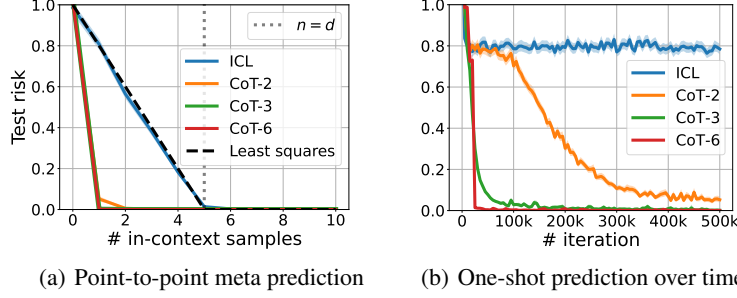 1.0
0.8
0.6
0.4
0.2
0.0
Test risk
0 2 4 6 8 10
# in-context samples
n = d
ICL
CoT-2
CoT-3
CoT-6
Least squares
(a) Point-to-point meta prediction
1.0
0.8
0.6
0.4
0.2
0.0
0 100k 200k 300k 400k 500k
# iteration
ICL
CoT-2
CoT-3
CoT-6
(b) One-shot prediction over time